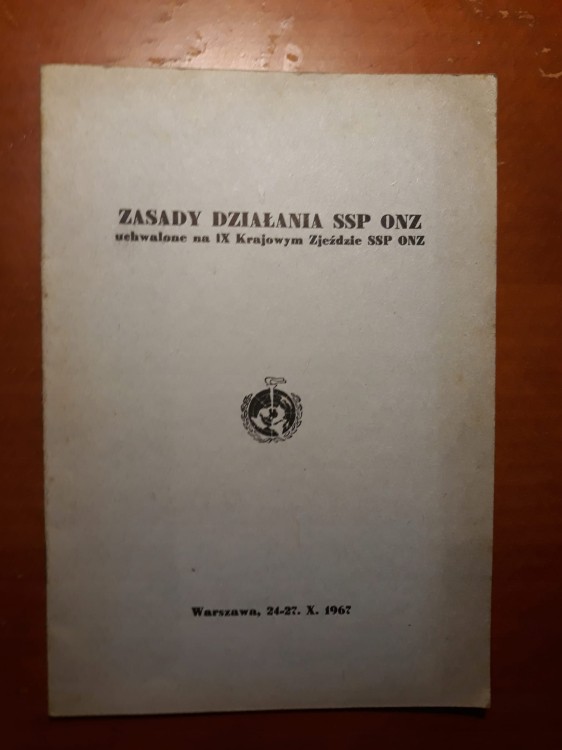 ZASADY DZIAŁANIA SSP ONZ
uchwalone na IX Krajowym Zjeździe SSP ONZ
Warszawa, 24-27. X. 1967